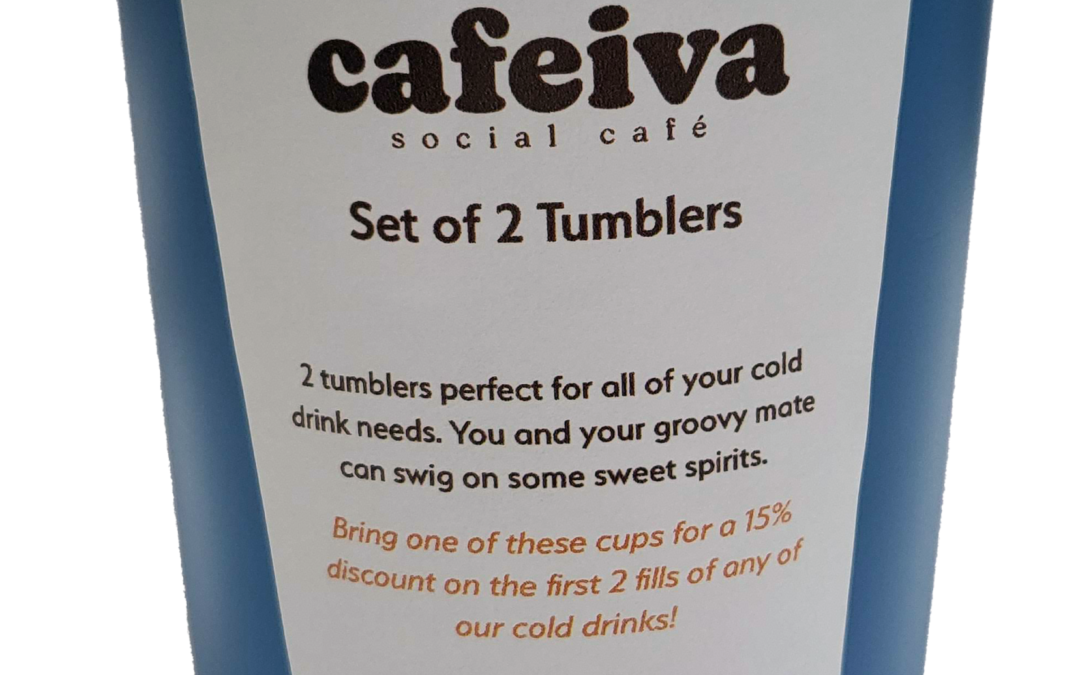 cafeiva
social café
Set of 2 Tumblers
2 tumblers perfect for all of your cold
drink needs. You and your groovy mate
can swig on some sweet spirits.
Bring one of these cups for a 15%
discount on the first 2 fills of any of
our cold drinks!